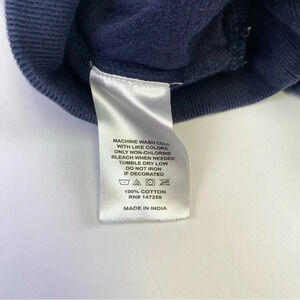 MACHINE WASH COLD
WITH LIKE COLORS
ONLY NON-CHLORINE
BLEACH WHEN NEEDED
TUMBLE DRY LOW
DO NOT IRON
IF DECORATED
100% COTTON
RN# 147258
MADE IN INDIA